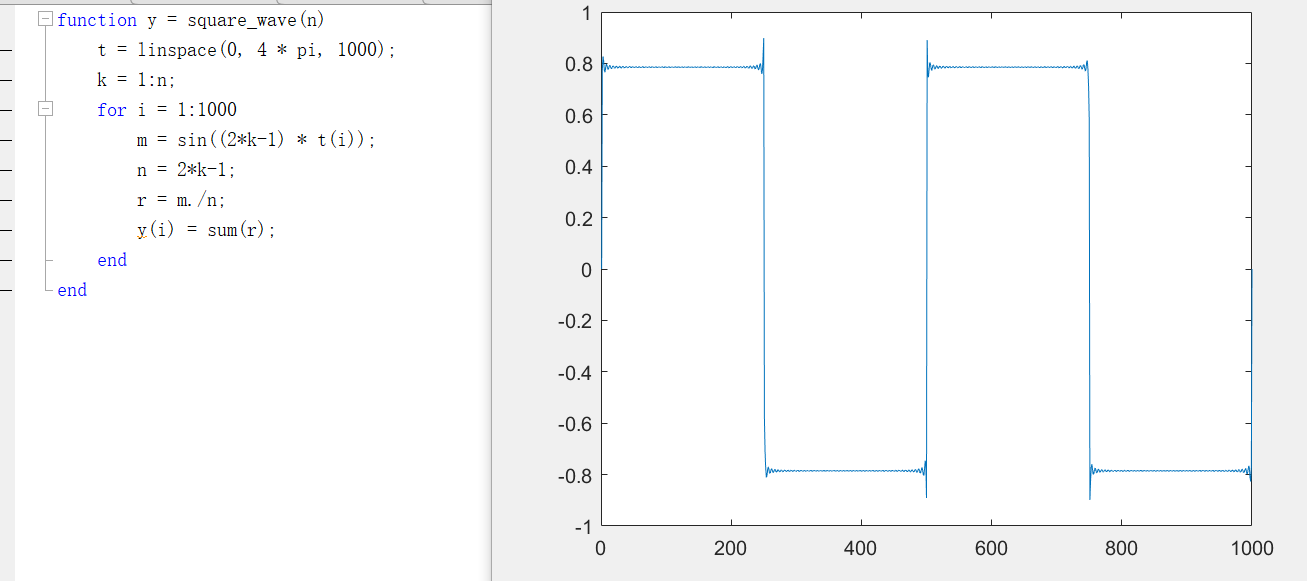 function y = square_wave(n)
t = linspace(0, 4 * pi, 1000);
k = 1:n;
for i = 1:1000
m = sin((2*k-1) * t(i));
n = 2*k-1;
r = m./n;
y(i) = sum(r);
end
end
1
0.8
0.6
0.4
0.2
0
-0.2
-0.4
-0.6
-0.8
-1
0 200 400 600 800 1000